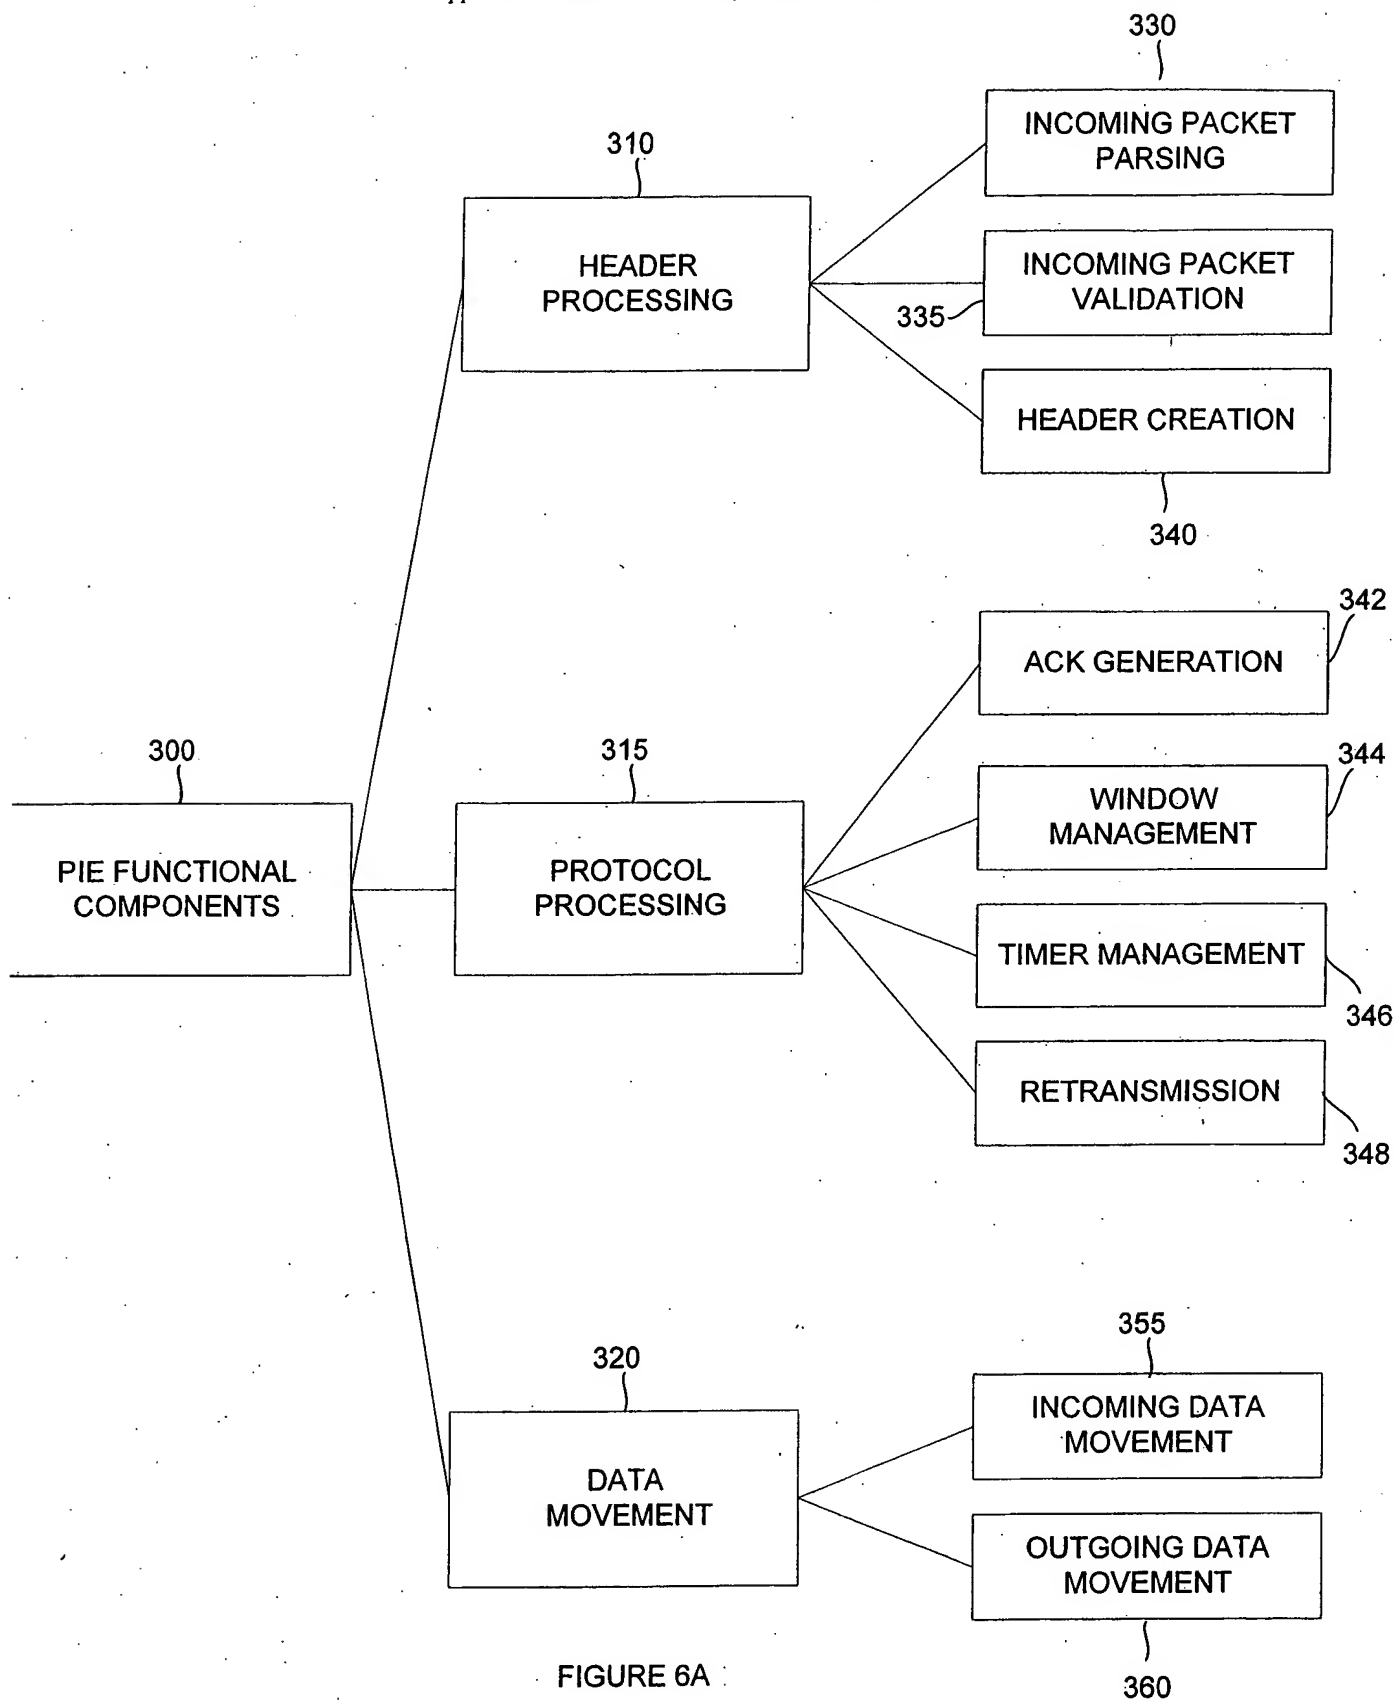 330
INCOMING PACKET
PARSING
310
HEADER
PROCESSING
INCOMING PACKET
VALIDATION
335
HEADER CREATION
340
342
ACK GENERATION
300
PIE FUNCTIONAL
COMPONENTS
315
PROTOCOL
PROCESSING
344
WINDOW
MANAGEMENT
TIMER MANAGEMENT
346
RETRANSMISSION
348
320
DATA
MOVEMENT
355
INCOMING DATA
MOVEMENT
OUTGOING DATA
MOVEMENT
360
FIGURE 6A